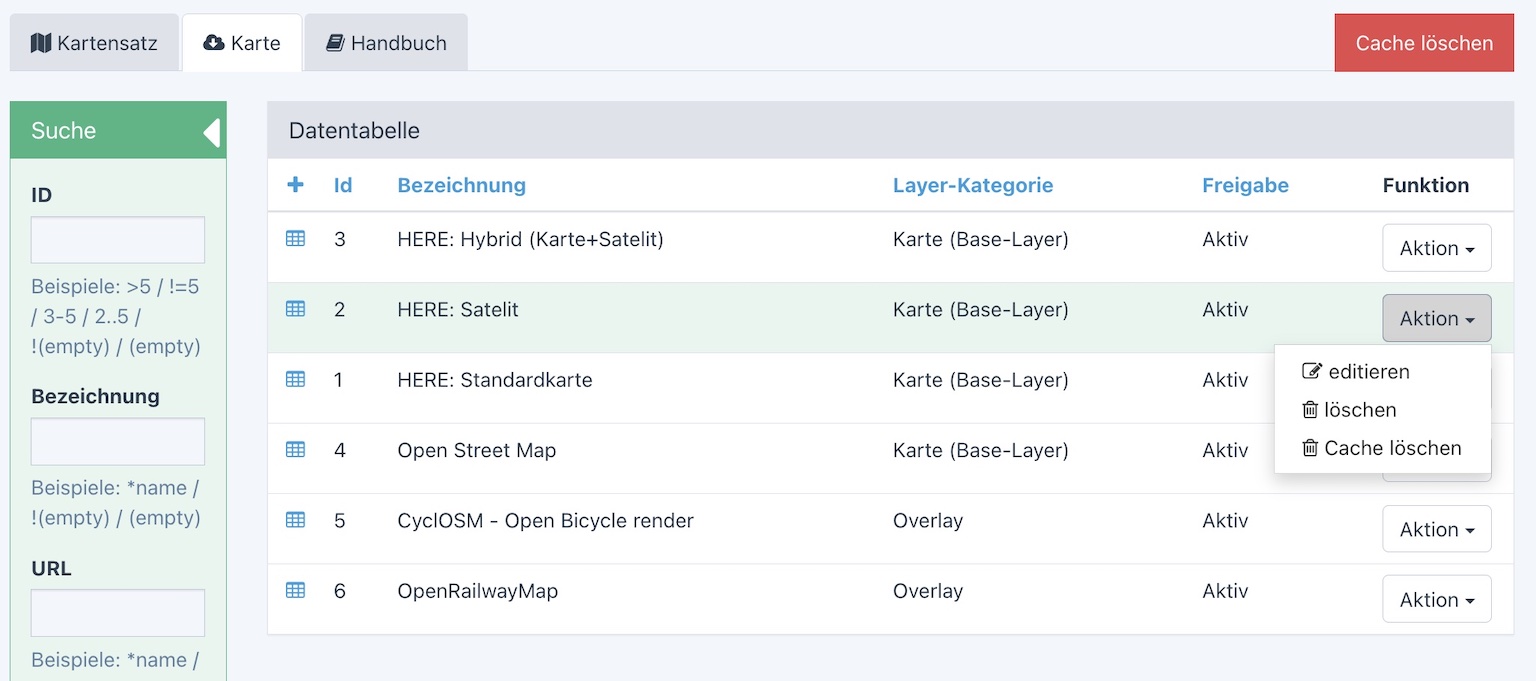 Kartensatz Karte Handbuch Cache löschen
Suche
ID
Beispiele: >5 / !=5
/ 3-5 / 2..5 /
!(empty) / (empty)
Bezeichnung
Beispiele: *name /
!(empty) / (empty)
URL
Beispiele: *name /
Datentabelle
Id Bezeichnung Layer-Kategorie Freigabe Funktion
3 HERE: Hybrid (Karte+Satelit) Karte (Base-Layer) Aktiv Aktion
2 HERE: Satelit Karte (Base-Layer) Aktiv Aktion
editieren
löschen
Cache löschen
1 HERE: Standardkarte Karte (Base-Layer) Aktiv
4 Open Street Map Karte (Base-Layer) Aktiv
5 CyclOSM - Open Bicycle render Overlay Aktiv Aktion
6 OpenRailwayMap Overlay Aktiv Aktion